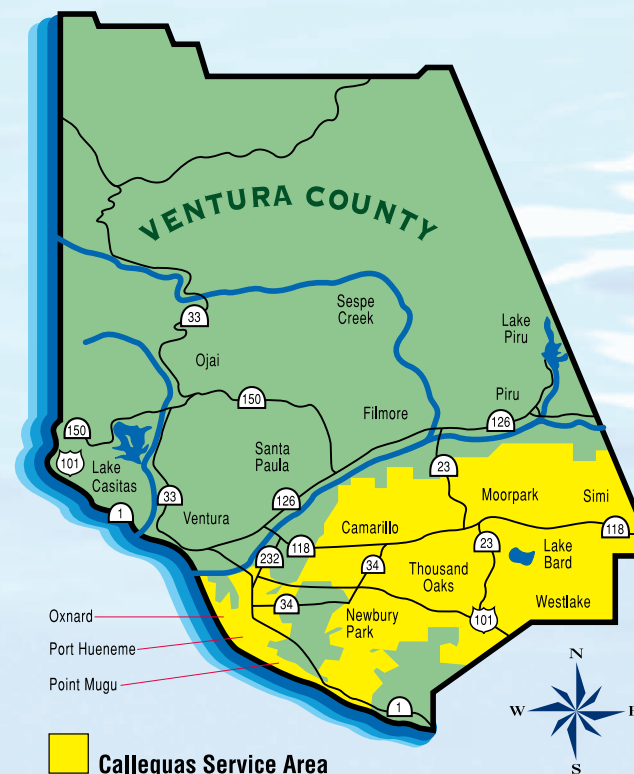 VENTURA COUNTY
Sespe
Creek
Lake
Piru
33
Ojai
Piru
150
Filmore
126
150
101
Lake
Casitas
Santa
Paula
23
Moorpark
Simi
33
126
1
Ventura
Camarillo
118
232
118
34
23
Thousand
Oaks
Lake
Bard
34
Newbury
Park
Westlake
101
Oxnard
Port Hueneme
Point Mugu
1
N
W
E
S
Calleguas Service Area